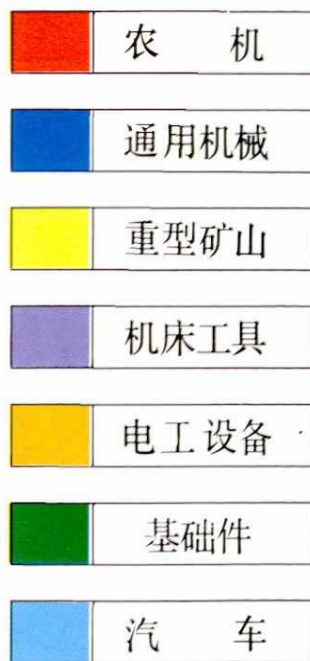 农 机
通用机械
重型矿山
机床工具
电工设备
基础件
汽 车